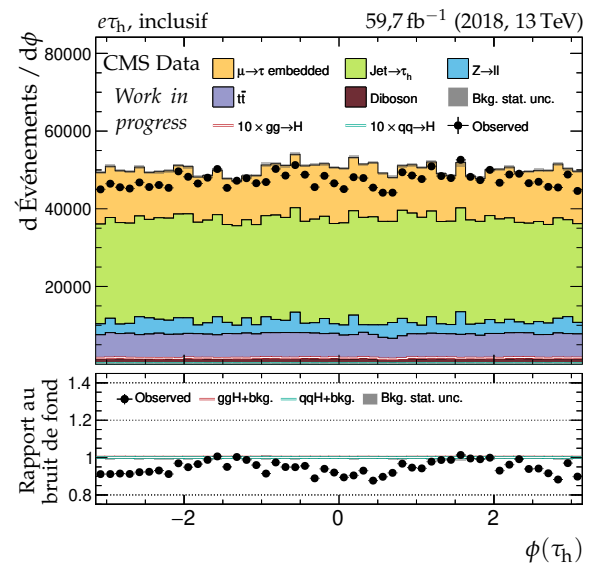 eτh, inclusif 59,7 fb−1 (2018, 13 TeV)
d Événements / dϕ
80000
60000
40000
20000
CMS Data
Work in
progress
μ→τ embedded Jet→τh Z→ll
tt̄ Diboson Bkg. stat. unc.
10 × gg→H 10 × qq→H Observed
Rapport au
bruit de fond
1.4
1.2
1
0.8
Observed ggH+bkg. qqH+bkg. Bkg. stat. unc.
−2 0 2
ϕ(τh)